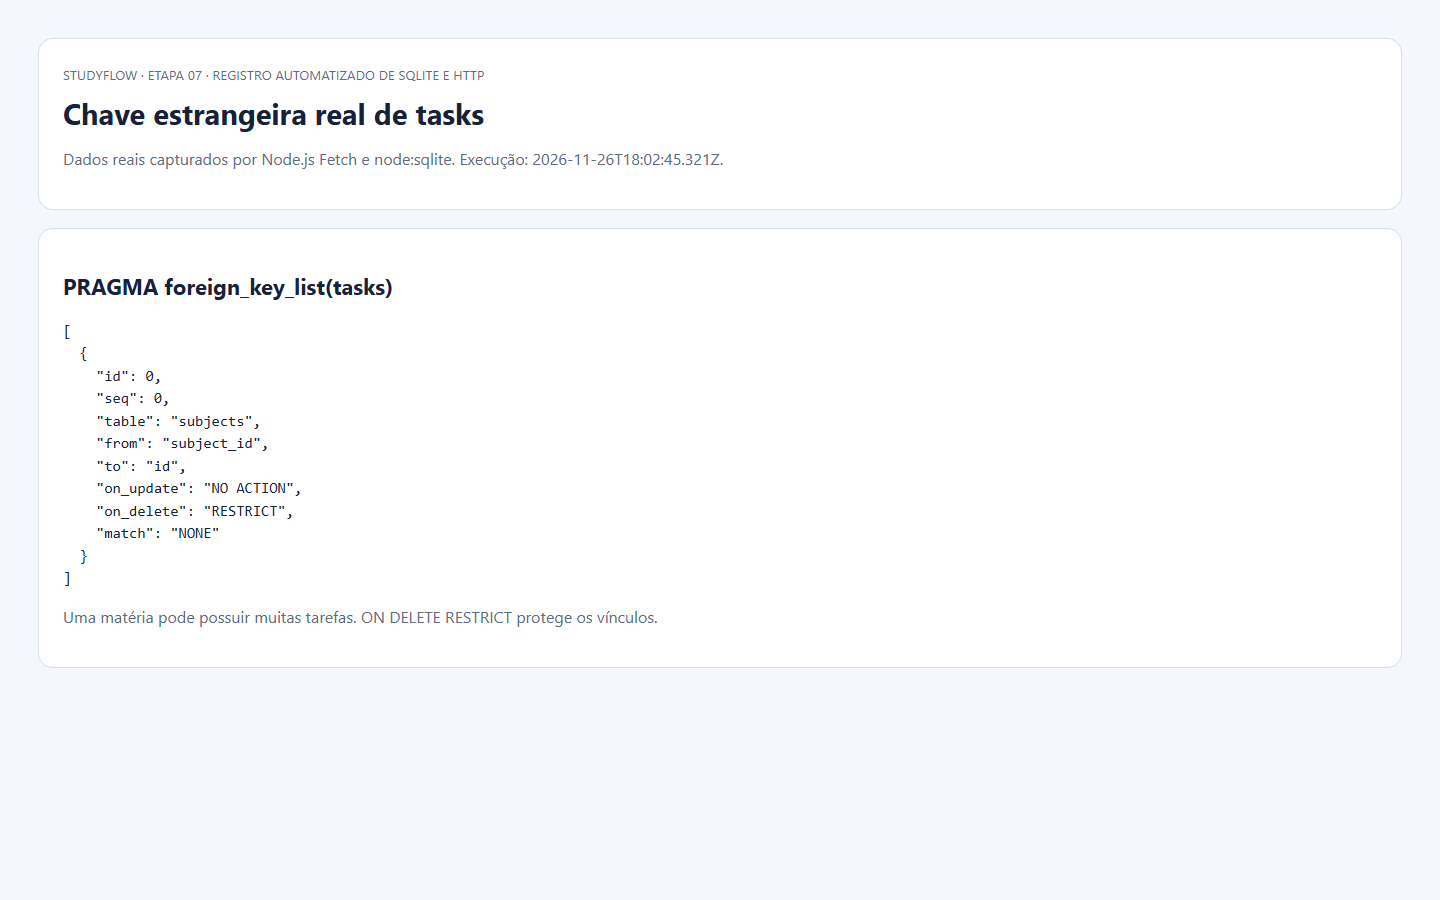 STUDYFLOW · ETAPA 07 · REGISTRO AUTOMATIZADO DE SQLITE E HTTP
Chave estrangeira real de tasks
Dados reais capturados por Node.js Fetch e node:sqlite. Execução: 2026-11-26T18:02:45.321Z.
PRAGMA foreign_key_list(tasks)
[
  {
    "id": 0,
    "seq": 0,
    "table": "subjects",
    "from": "subject_id",
    "to": "id",
    "on_update": "NO ACTION",
    "on_delete": "RESTRICT",
    "match": "NONE"
  }
]
Uma matéria pode possuir muitas tarefas. ON DELETE RESTRICT protege os vínculos.